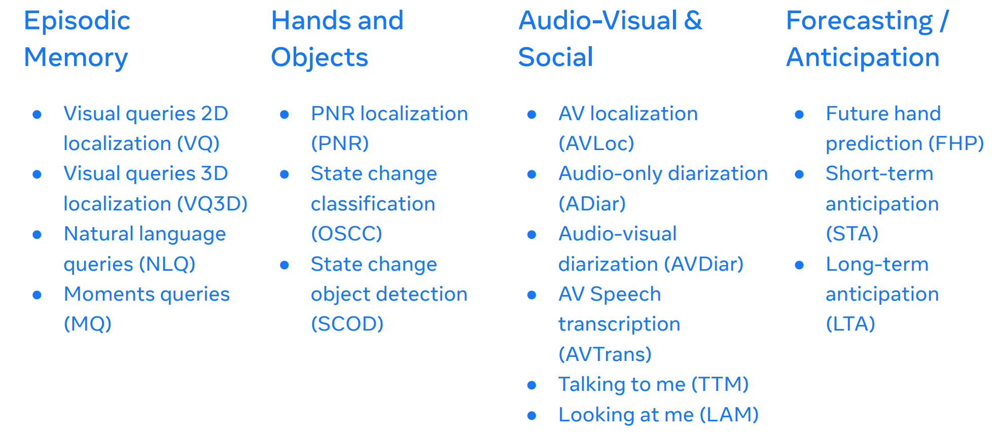 Episodic
Memory
● Visual queries 2D
localization (VQ)
● Visual queries 3D
localization (VQ3D)
● Natural language
queries (NLQ)
● Moments queries
(MQ)
Hands and
Objects
● PNR localization
(PNR)
● State change
classification
(OSCC)
● State change
object detection
(SCOD)
Audio-Visual &
Social
● AV localization
(AVLoc)
● Audio-only diarization
(ADiar)
● Audio-visual
diarization (AVDiar)
● AV Speech
transcription
(AVTrans)
● Talking to me (TTM)
● Looking at me (LAM)
Forecasting /
Anticipation
● Future hand
prediction (FHP)
● Short-term
anticipation
(STA)
● Long-term
anticipation
(LTA)